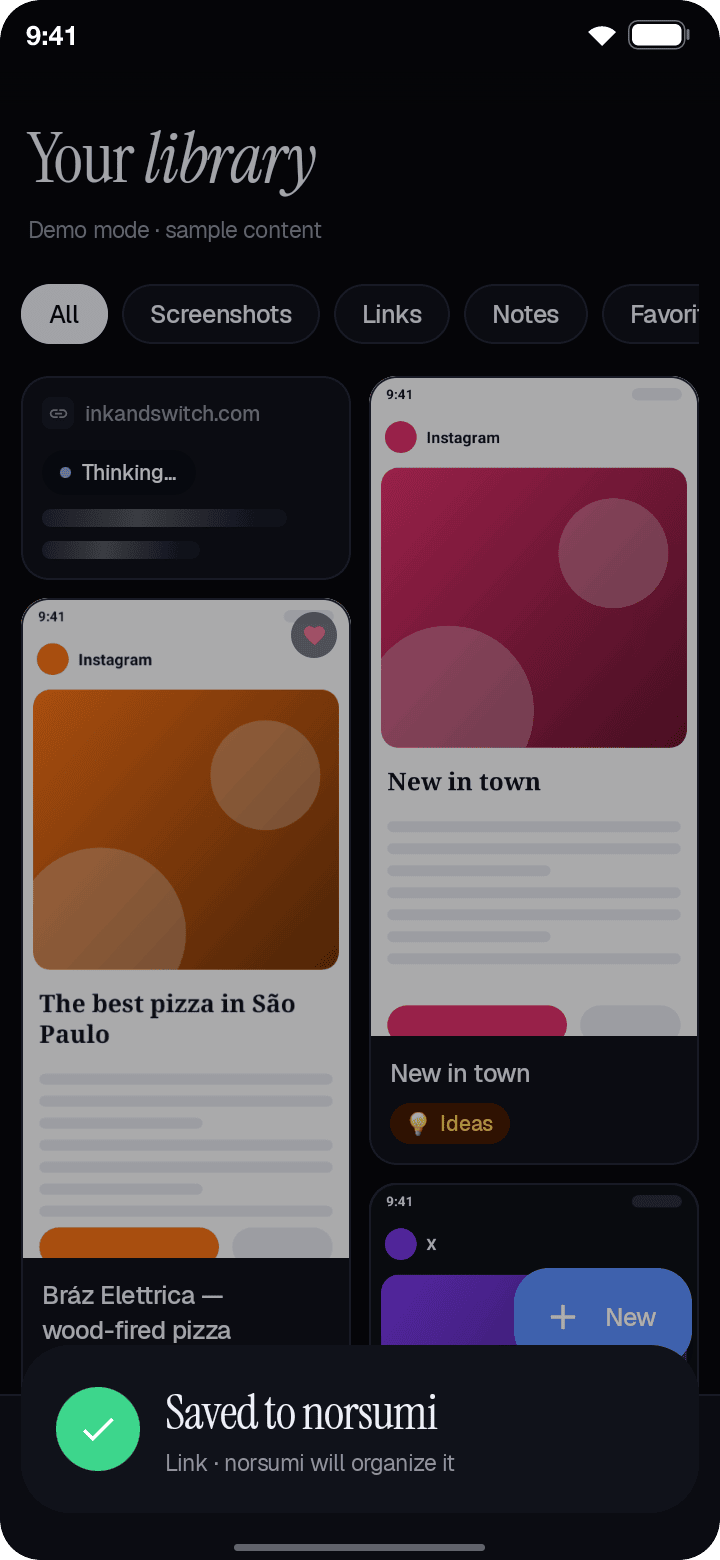 9:41
Your library
Demo mode · sample content
All
Screenshots
Links
Notes
Favorit
inkandswitch.com
Thinking...
9:41
Instagram
New in town
New in town
💡 Ideas
9:41
Instagram
The best pizza in São
Paulo
Bráz Elettrica —
wood-fired pizza
9:41
X
+ New
Saved to norsumi
Link · norsumi will organize it